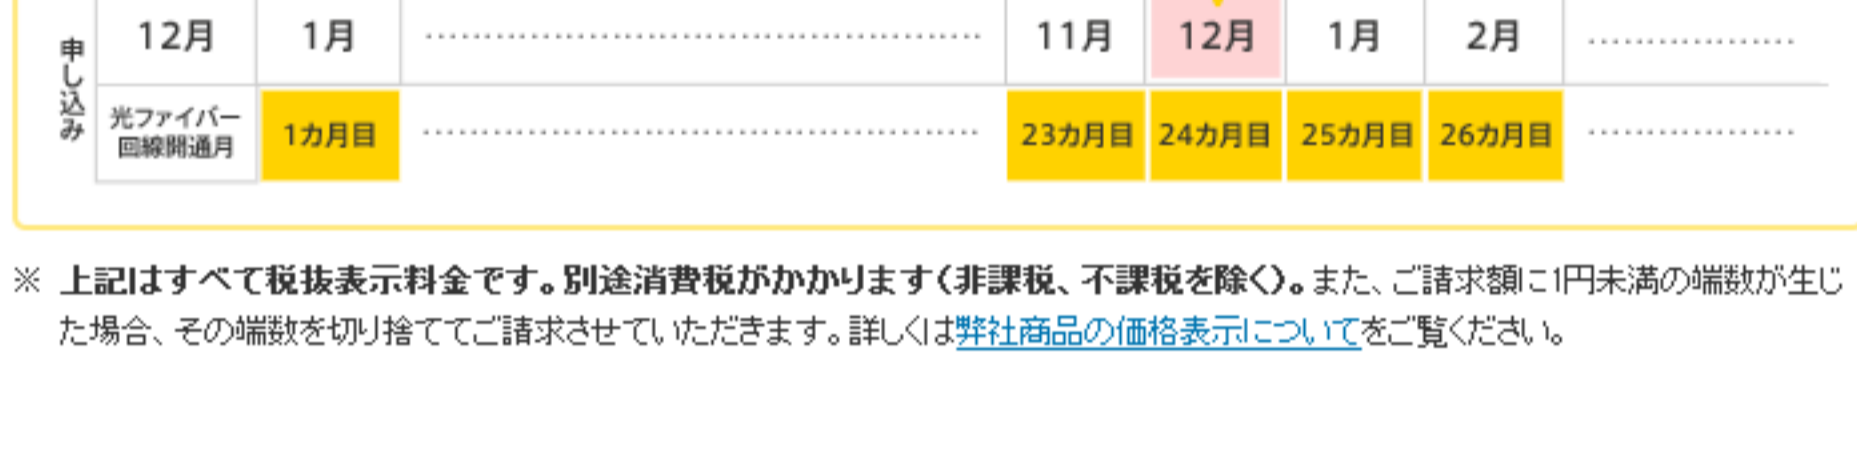 申し込み
12月 1月 11月 12月 1月 2月
光ファイバー
回線開通月
1カ月目 23カ月目 24カ月目 25カ月目 26カ月目
※ 上記はすべて税抜表示料金です。別途消費税がかかります(非課税、不課税を除く)。また、ご請求額に1円未満の端数が生じ
た場合、その端数を切り捨ててご請求させていただきます。詳しくは弊社商品の価格表示についてをご覧ください。